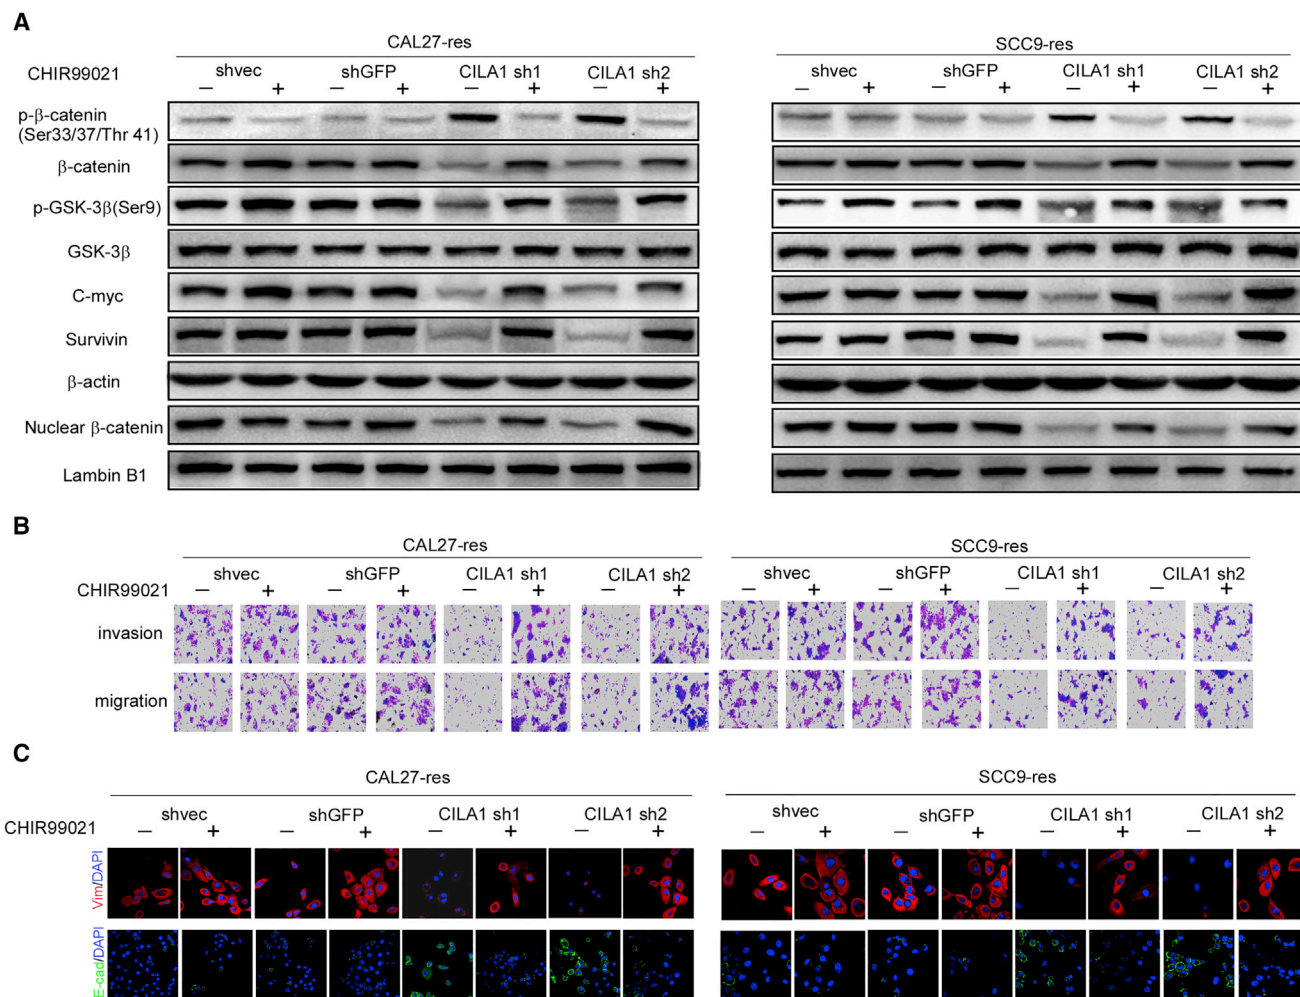 A
CAL27-res
SCC9-res
CHIR99021
shvec shGFP CILA1 sh1 CILA1 sh2
shvec shGFP CILA1 sh1 CILA1 sh2
— + — + — + — +
— + — + — + — +
p-β-catenin
(Ser33/37/Thr 41)
β-catenin
p-GSK-3β(Ser9)
GSK-3β
C-myc
Survivin
β-actin
Nuclear β-catenin
Lambin B1
B
CAL27-res
SCC9-res
shvec shGFP CILA1 sh1 CILA1 sh2
shvec shGFP CILA1 sh1 CILA1 sh2
CHIR99021
— + — + — + — +
— + — + — + — +
invasion
migration
C
CAL27-res
SCC9-res
shvec shGFP CILA1 sh1 CILA1 sh2
shvec shGFP CILA1 sh1 CILA1 sh2
CHIR99021
— + — + — + — +
— + — + — + — +
Vim/DAPI
E-cad/DAPI